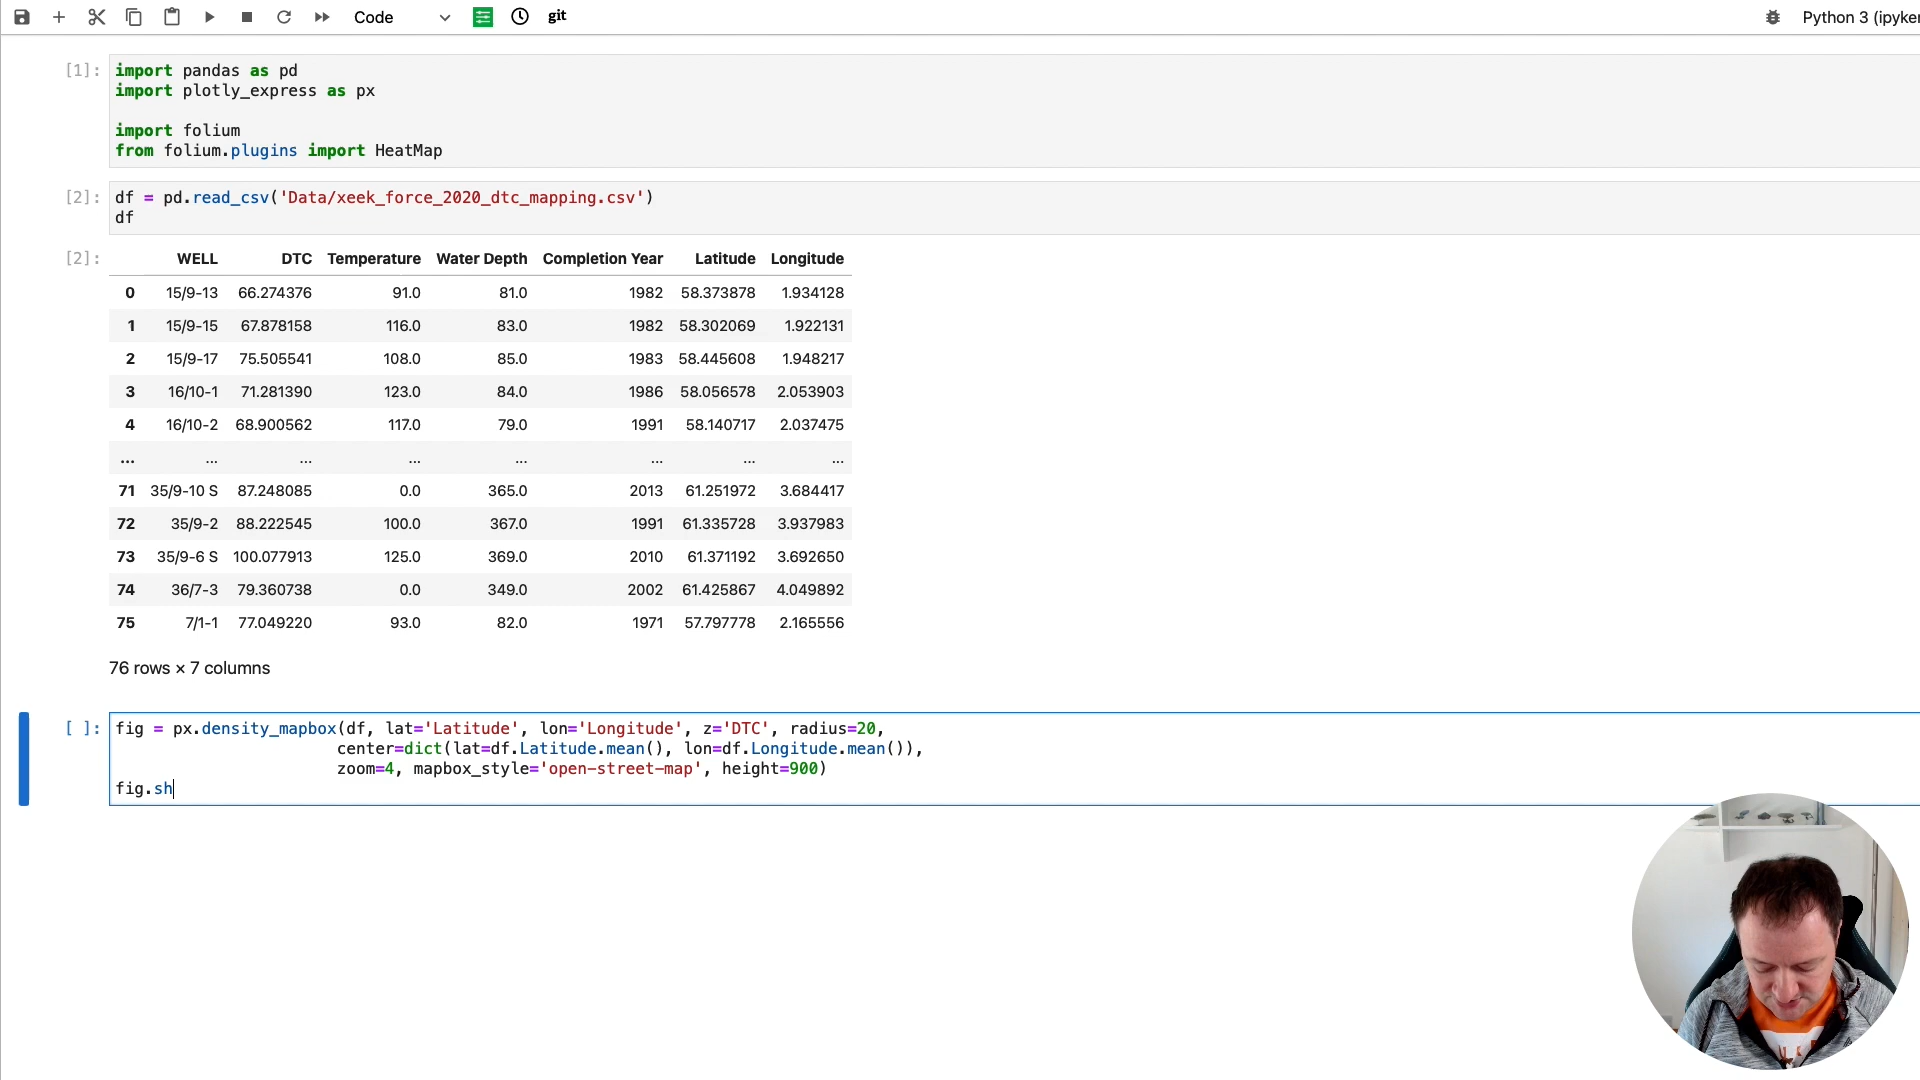 Code git Python 3 (ipyker
[1]: import pandas as pd
import plotly_express as px
import folium
from folium.plugins import HeatMap
[2]: df = pd.read_csv('Data/xeek_force_2020_dtc_mapping.csv')
df
[2]: WELL DTC Temperature Water Depth Completion Year Latitude Longitude
0 15/9-13 66.274376 91.0 81.0 1982 58.373878 1.934128
1 15/9-15 67.878158 116.0 83.0 1982 58.302069 1.922131
2 15/9-17 75.505541 108.0 85.0 1983 58.445608 1.948217
3 16/10-1 71.281390 123.0 84.0 1986 58.056578 2.053903
4 16/10-2 68.900562 117.0 79.0 1991 58.140717 2.037475
... ... ... ... ... ... ... ...
71 35/9-10 S 87.248085 0.0 365.0 2013 61.251972 3.684417
72 35/9-2 88.222545 100.0 367.0 1991 61.335728 3.937983
73 35/9-6 S 100.077913 125.0 369.0 2010 61.371192 3.692650
74 36/7-3 79.360738 0.0 349.0 2002 61.425867 4.049892
75 7/1-1 77.049220 93.0 82.0 1971 57.797778 2.165556
76 rows × 7 columns
[ ]: fig = px.density_mapbox(df, lat='Latitude', lon='Longitude', z='DTC', radius=20,
center=dict(lat=df.Latitude.mean(), lon=df.Longitude.mean()),
zoom=4, mapbox_style='open-street-map', height=900)
fig.sh